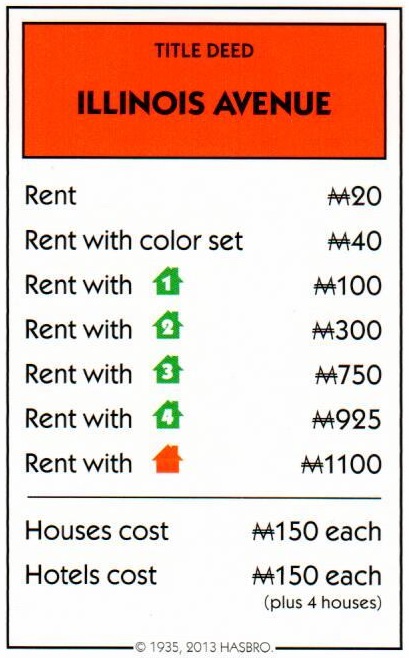 TITLE DEED
ILLINOIS AVENUE
Rent ₩20
Rent with color set ₩40
Rent with 1 ₩100
Rent with 2 ₩300
Rent with 3 ₩750
Rent with 4 ₩925
Rent with ₩1100
Houses cost ₩150 each
Hotels cost ₩150 each
(plus 4 houses)
© 1935, 2013 HASBRO.